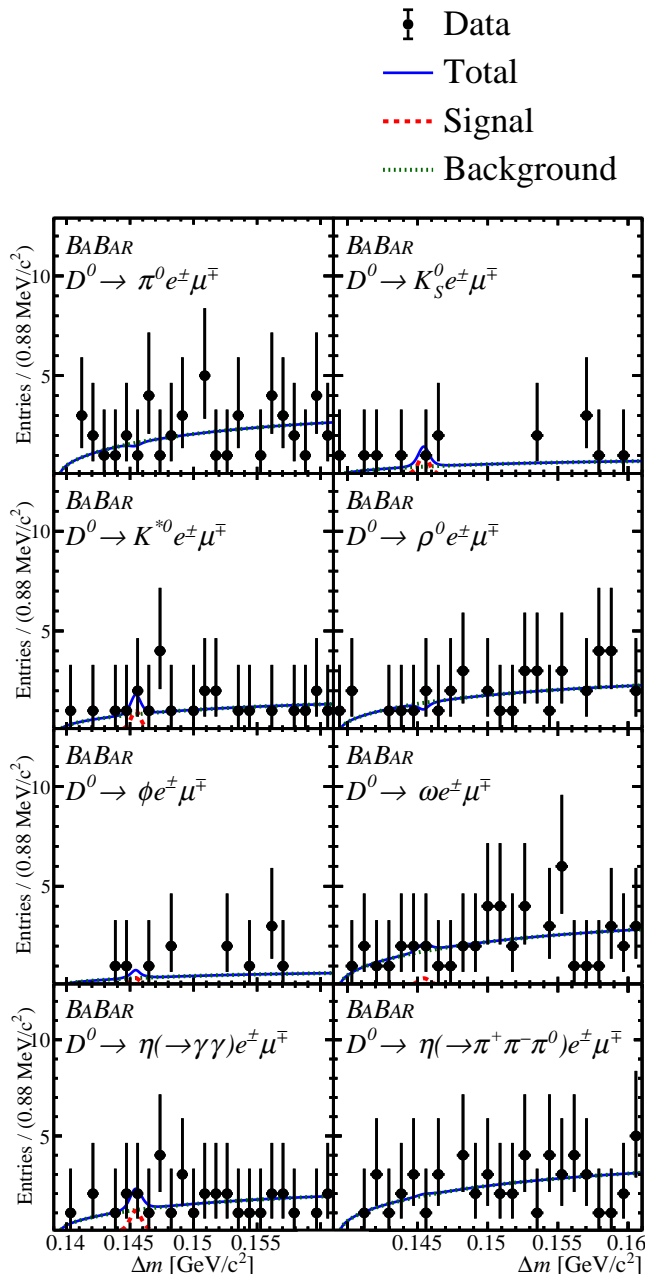 Data
Total
Signal
Background
BABAR
D⁰→ π⁰e±μ∓
BABAR
D⁰→ K_S⁰e±μ∓
10
5
Entries / (0.88 MeV/c²)
BABAR
D⁰→ K*⁰e±μ∓
BABAR
D⁰→ ρ⁰e±μ∓
10
5
Entries / (0.88 MeV/c²)
BABAR
D⁰→ ϕe±μ∓
BABAR
D⁰→ ωe±μ∓
10
5
Entries / (0.88 MeV/c²)
BABAR
D⁰→ η(→γγ)e±μ∓
BABAR
D⁰→ η(→π⁺π⁻π⁰)e±μ∓
10
5
Entries / (0.88 MeV/c²)
0.14 0.145 0.15 0.155 0.145 0.15 0.155 0.16
Δm [GeV/c²] Δm [GeV/c²]